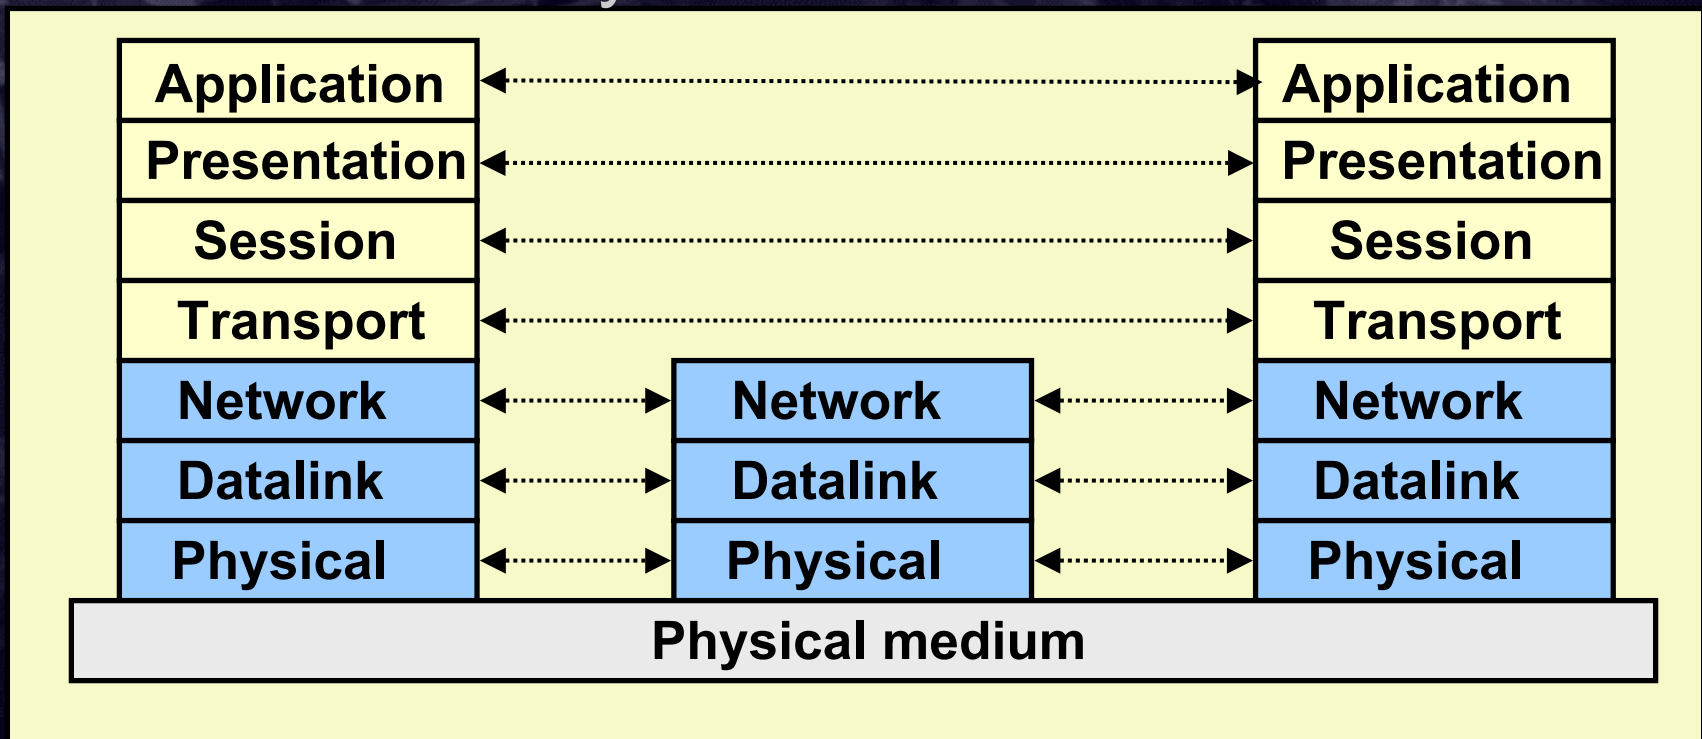 Application Application
Presentation Presentation
Session Session
Transport Transport
Network Network Network
Datalink Datalink Datalink
Physical Physical Physical
Physical medium